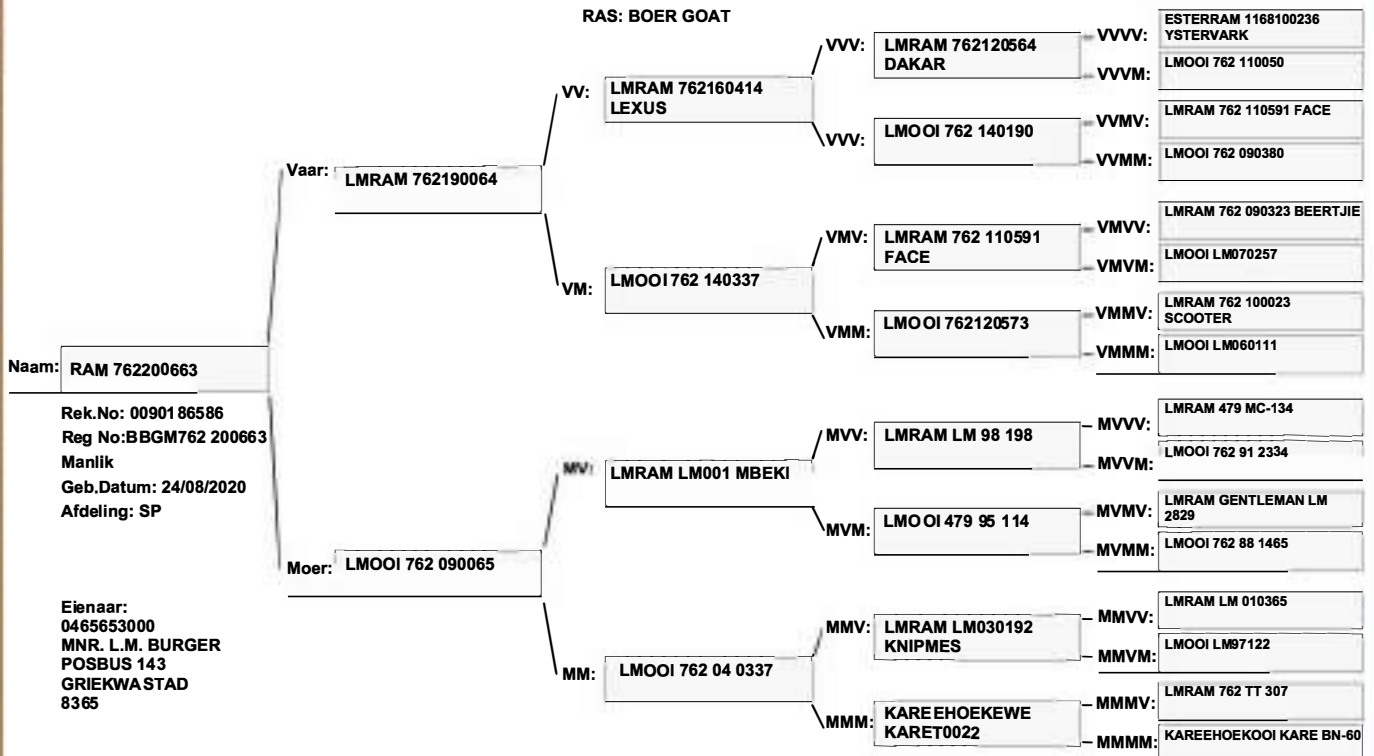 RAS: BOER GOAT
Naam: RAM 762200663
Rek.No: 0090186586
Reg No:BBGM762 200663
Manlik
Geb.Datum: 24/08/2020
Afdeling: SP
Eienaar:
0465653000
MNR. L.M. BURGER
POSBUS 143
GRIEKWASTAD
8365
Vaar: LMRAM 762190064
Moer: LMOOI 762 090065
VV: LMRAM 762160414
LEXUS
VM: LMOOI 762 140337
MV: LMRAM LM001 MBEKI
MM: LMOOI 762 04 0337
VVV: LMRAM 762120564
DAKAR
VVV: LMOOI 762 140190
VMV: LMRAM 762 110591
FACE
VMM: LMOOI 762120573
MVV: LMRAM LM 98 198
MVM: LMOOI 479 95 114
MMV: LMRAM LM030192
KNIPMES
MMM: KAREEHOEKEWE
KARET0022
VVVV: ESTERRAM 1168100236
YSTERVARK
VVVM: LMOOI 762 110050
VVMV: LMRAM 762 110591 FACE
VVMM: LMOOI 762 090380
VMVV: LMRAM 762 090323 BEERTJIE
VMVM: LMOOI LM070257
VMMV: LMRAM 762 100023
SCOOTER
VMMM: LMOOI LM060111
MVVV: LMRAM 479 MC-134
MVVM: LMOOI 762 91 2334
MVMV: LMRAM GENTLEMAN LM
2829
MVMM: LMOOI 762 88 1465
MMVV: LMRAM LM 010365
MMVM: LMOOI LM97122
MMMV: LMRAM 762 TT 307
MMMM: KAREEHOEKOOI KARE BN-60